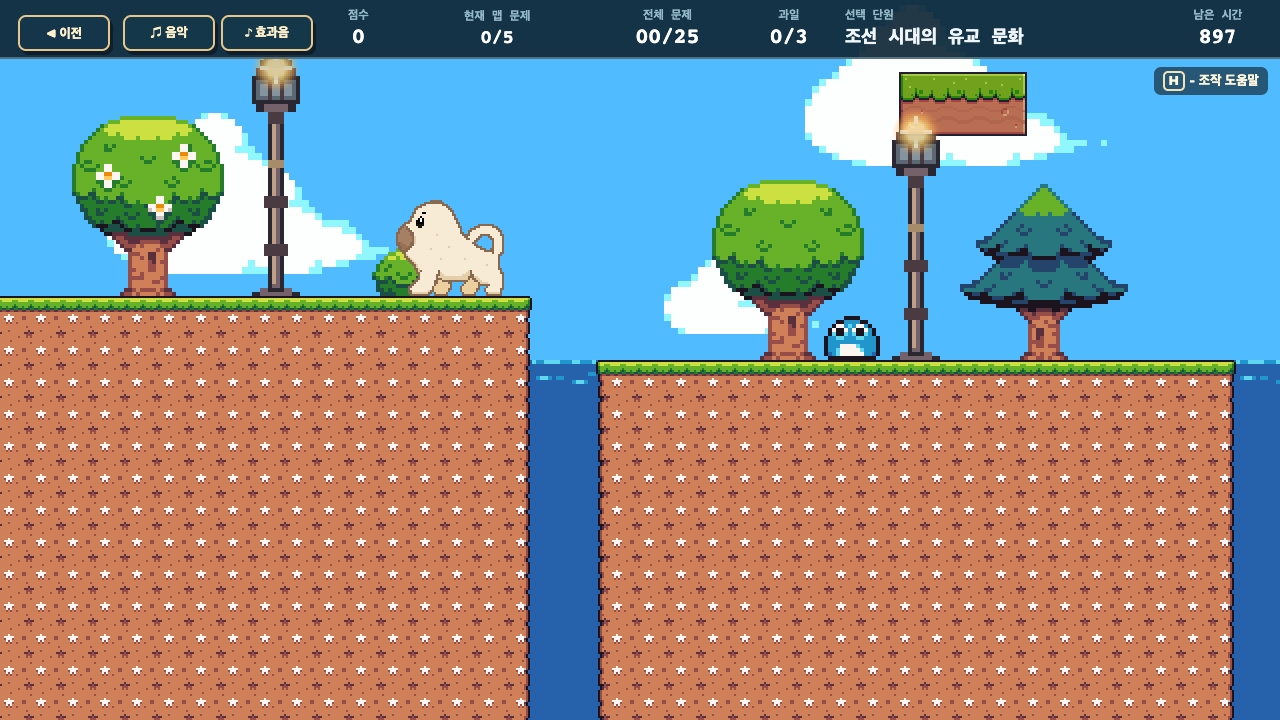 ◀ 이전
♫ 음악
♪ 효과음
점수
0
현재 맵 문제
0/5
전체 문제
00/25
과일
0/3
선택 단원
조선 시대의 유교 문화
남은 시간
897
H - 조작 도움말